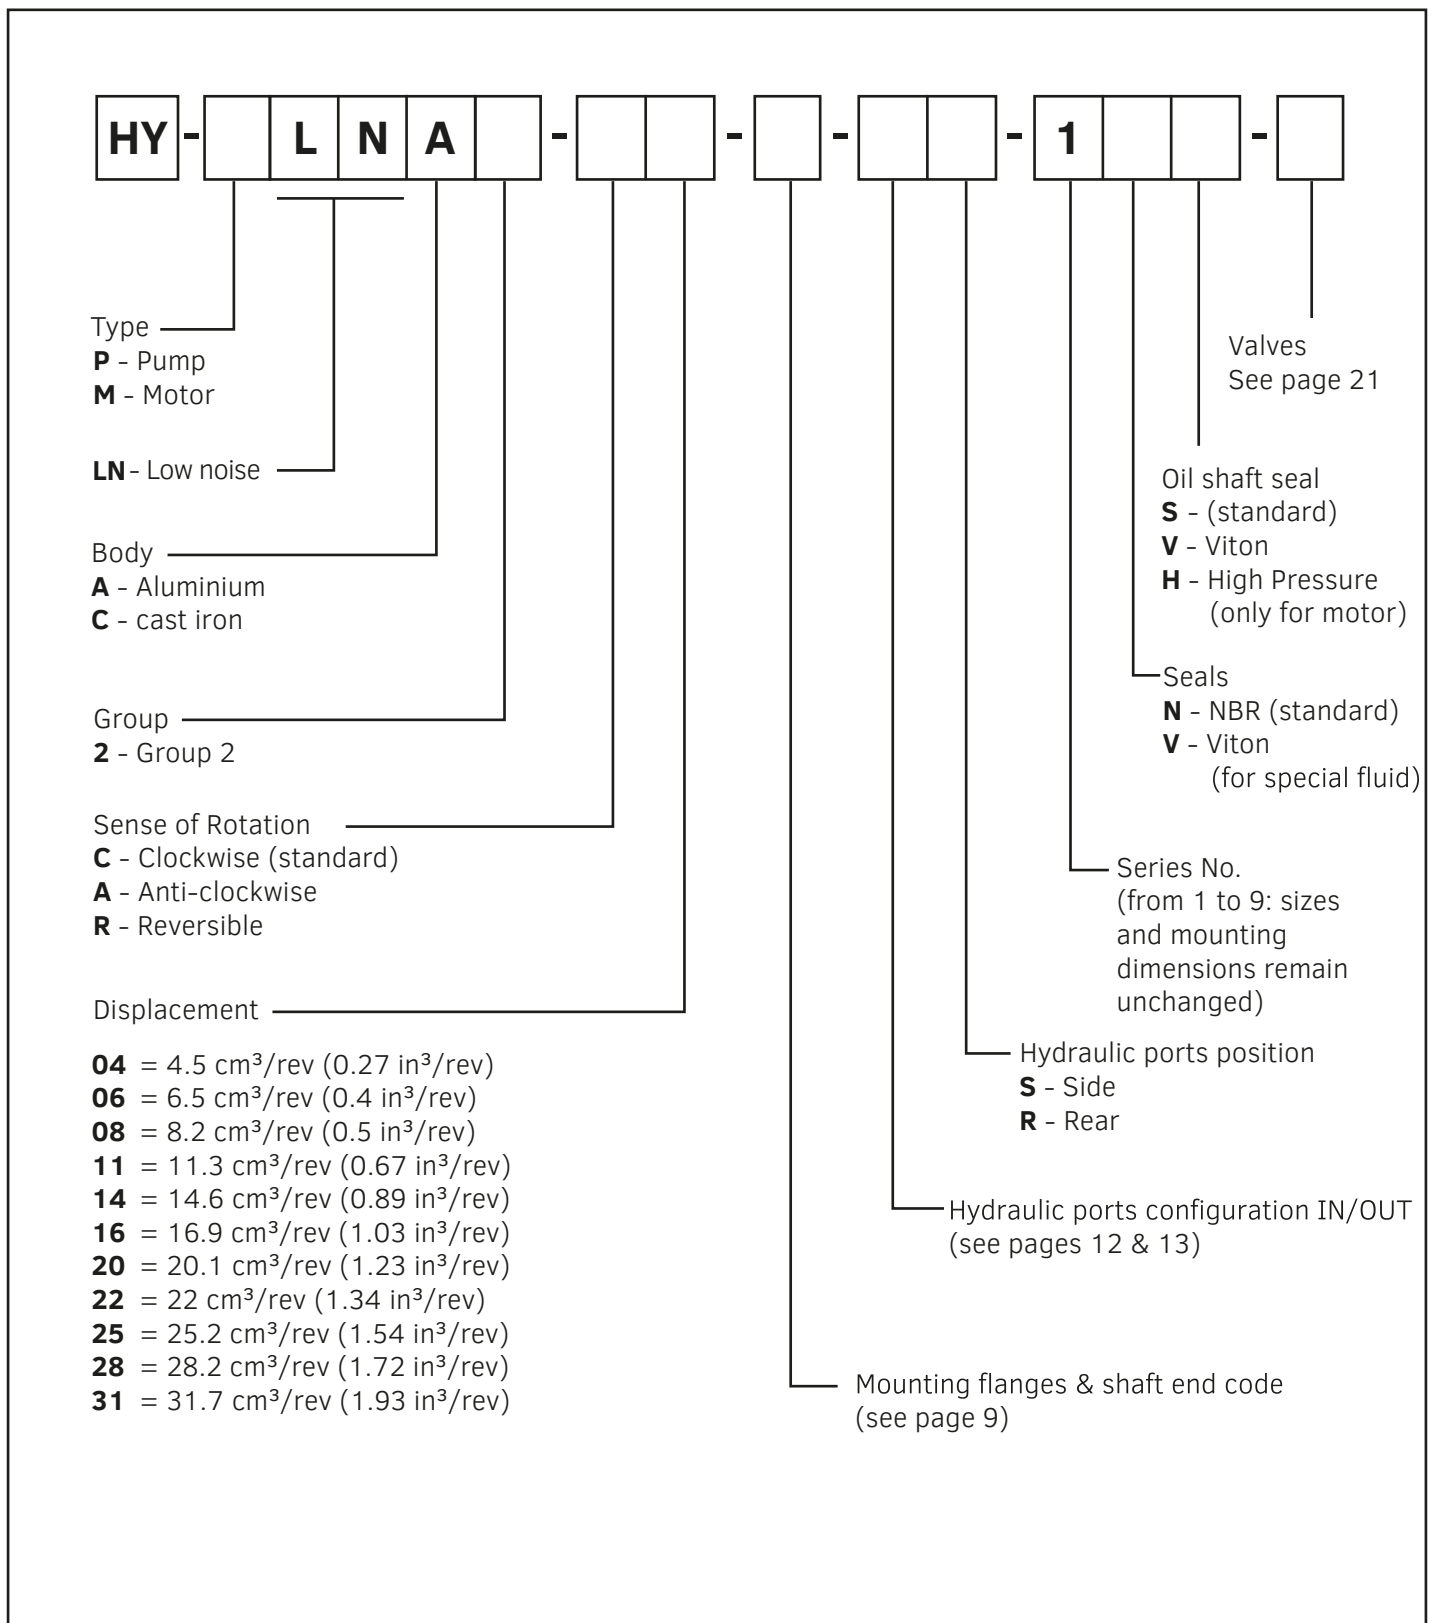 HY - L N A - - - - 1 -
Type
P - Pump
M - Motor
LN - Low noise
Body
A - Aluminium
C - cast iron
Group
2 - Group 2
Sense of Rotation
C - Clockwise (standard)
A - Anti-clockwise
R - Reversible
Displacement
04 = 4.5 cm³/rev (0.27 in³/rev)
06 = 6.5 cm³/rev (0.4 in³/rev)
08 = 8.2 cm³/rev (0.5 in³/rev)
11 = 11.3 cm³/rev (0.67 in³/rev)
14 = 14.6 cm³/rev (0.89 in³/rev)
16 = 16.9 cm³/rev (1.03 in³/rev)
20 = 20.1 cm³/rev (1.23 in³/rev)
22 = 22 cm³/rev (1.34 in³/rev)
25 = 25.2 cm³/rev (1.54 in³/rev)
28 = 28.2 cm³/rev (1.72 in³/rev)
31 = 31.7 cm³/rev (1.93 in³/rev)
Valves
See page 21
Oil shaft seal
S - (standard)
V - Viton
H - High Pressure
(only for motor)
Seals
N - NBR (standard)
V - Viton
(for special fluid)
Series No.
(from 1 to 9: sizes
and mounting
dimensions remain
unchanged)
Hydraulic ports position
S - Side
R - Rear
Hydraulic ports configuration IN/OUT
(see pages 12 & 13)
Mounting flanges & shaft end code
(see page 9)